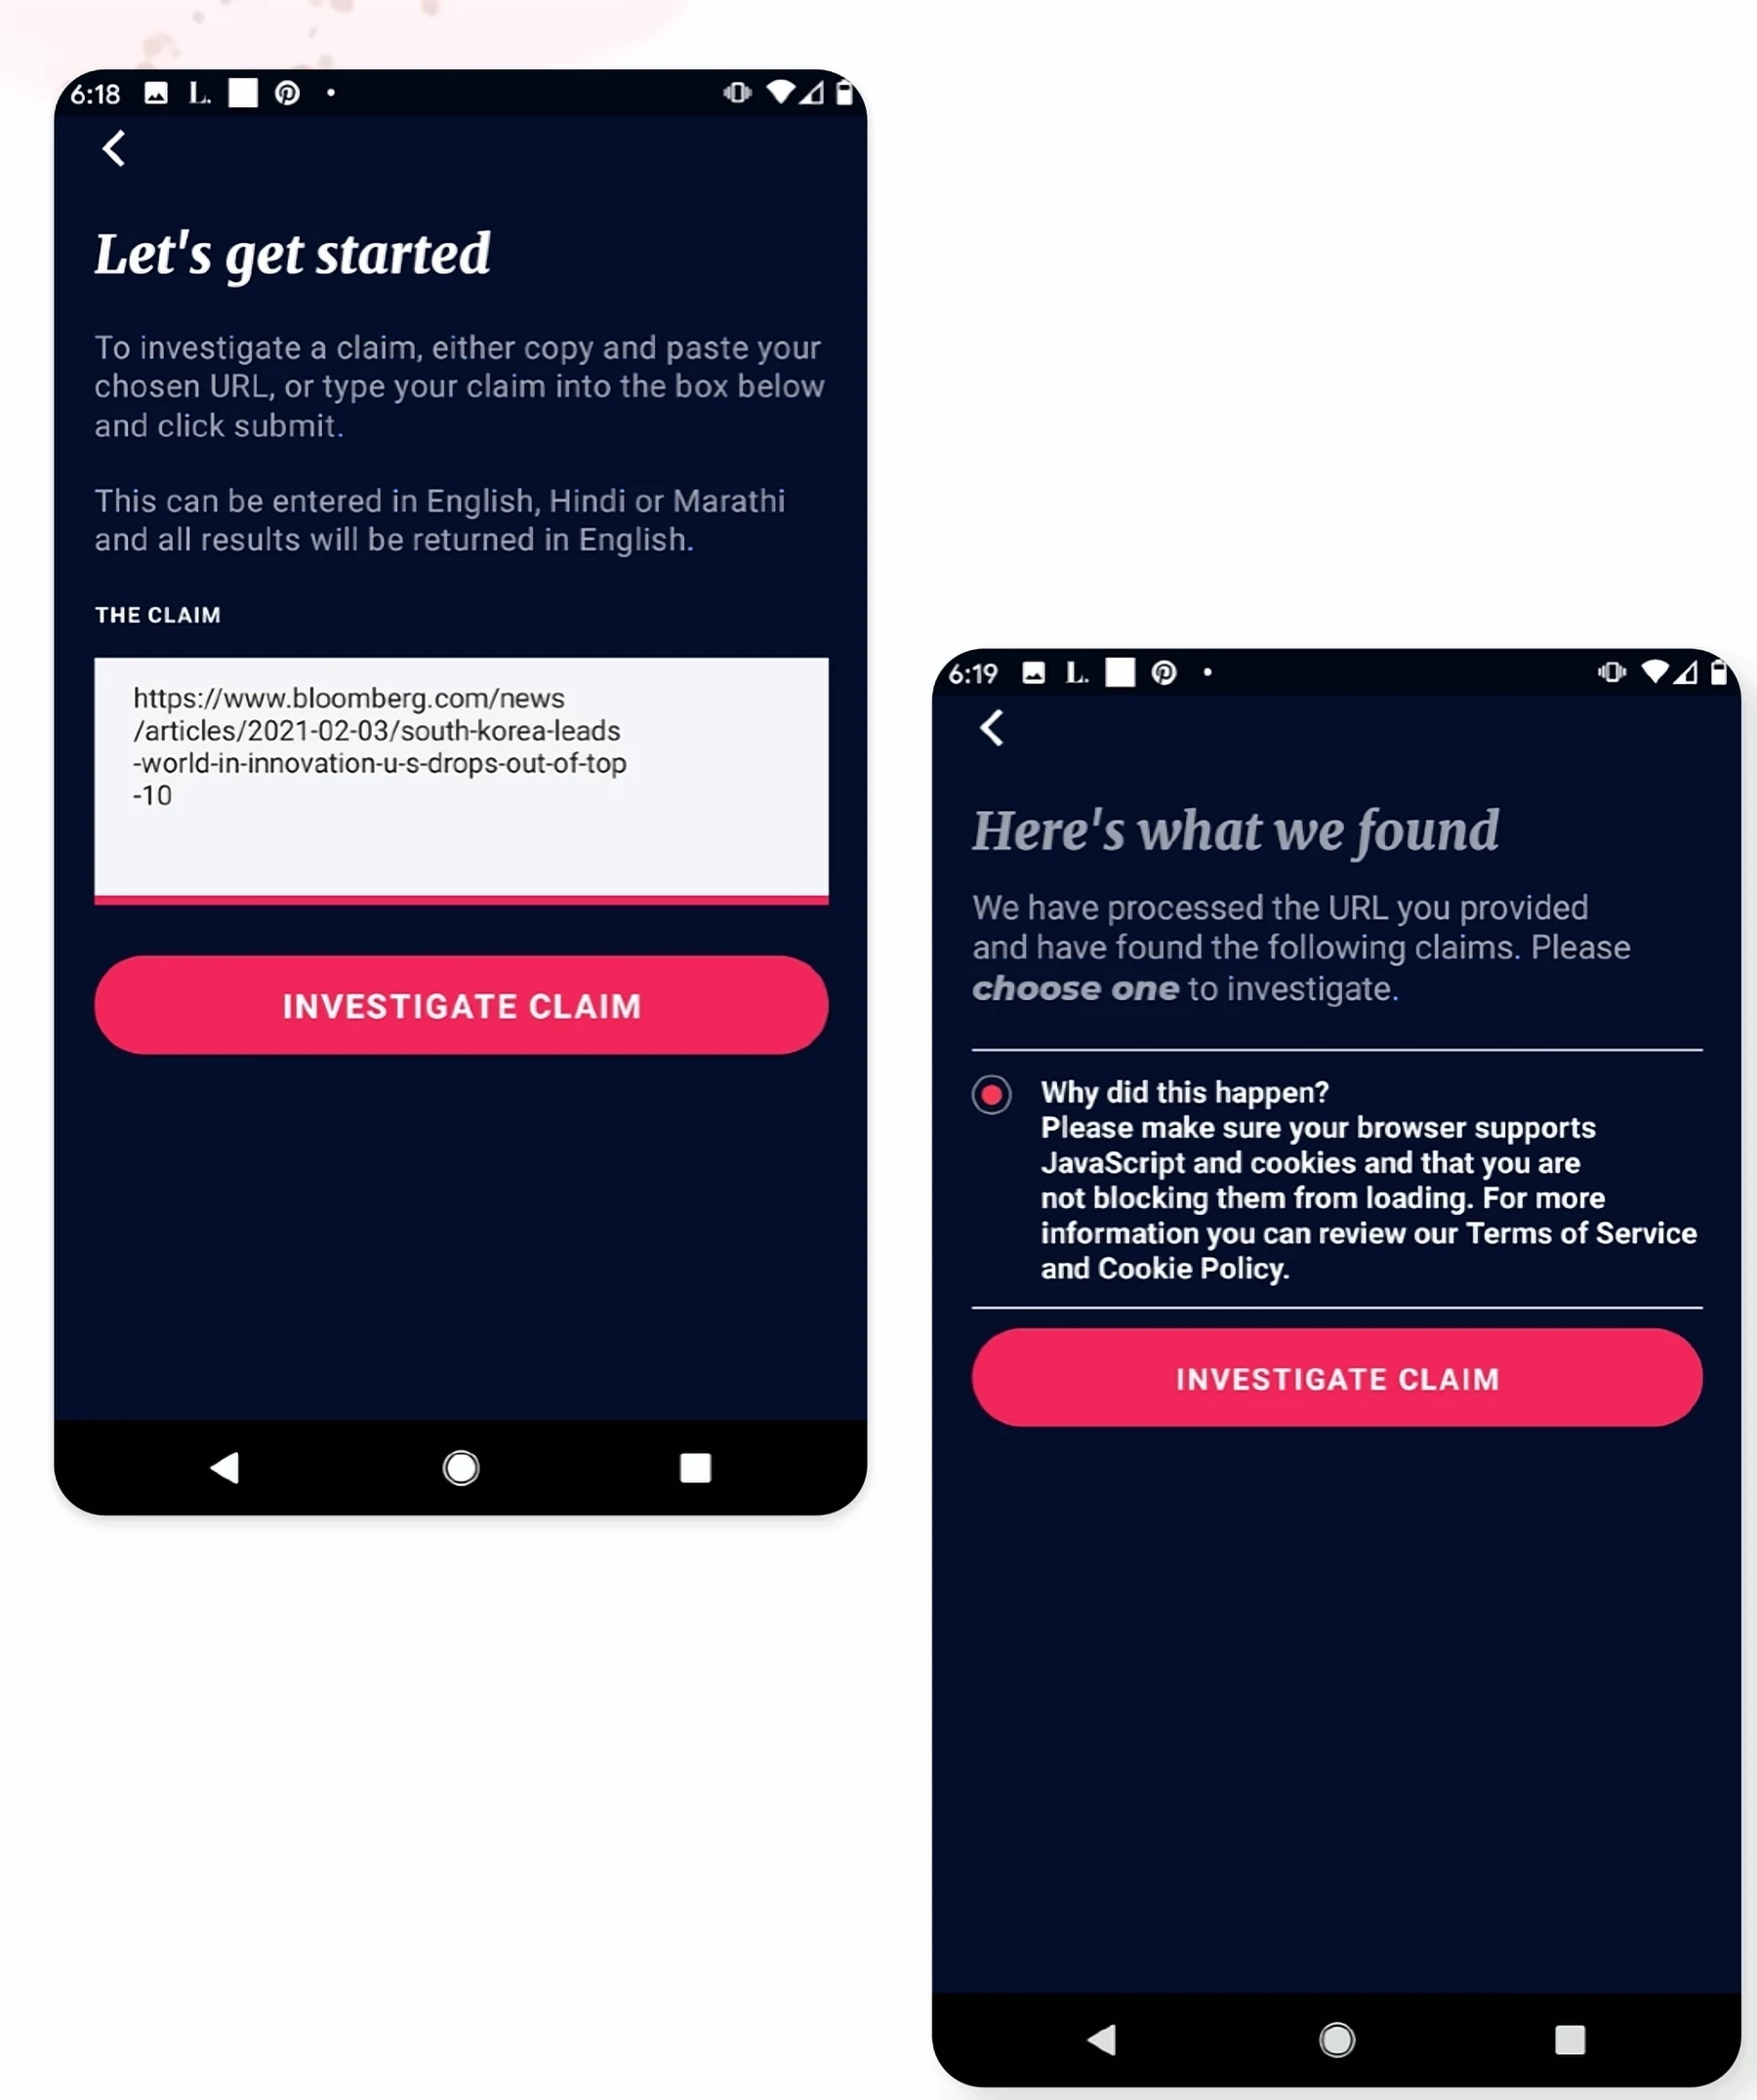 6:18 L.
Let's get started
To investigate a claim, either copy and paste your
chosen URL, or type your claim into the box below
and click submit.
This can be entered in English, Hindi or Marathi
and all results will be returned in English.
THE CLAIM
https://www.bloomberg.com/news
/articles/2021-02-03/south-korea-leads
-world-in-innovation-u-s-drops-out-of-top
-10
INVESTIGATE CLAIM
6:19 L.
Here's what we found
We have processed the URL you provided
and have found the following claims. Please
choose one to investigate.
Why did this happen?
Please make sure your browser supports
JavaScript and cookies and that you are
not blocking them from loading. For more
information you can review our Terms of Service
and Cookie Policy.
INVESTIGATE CLAIM